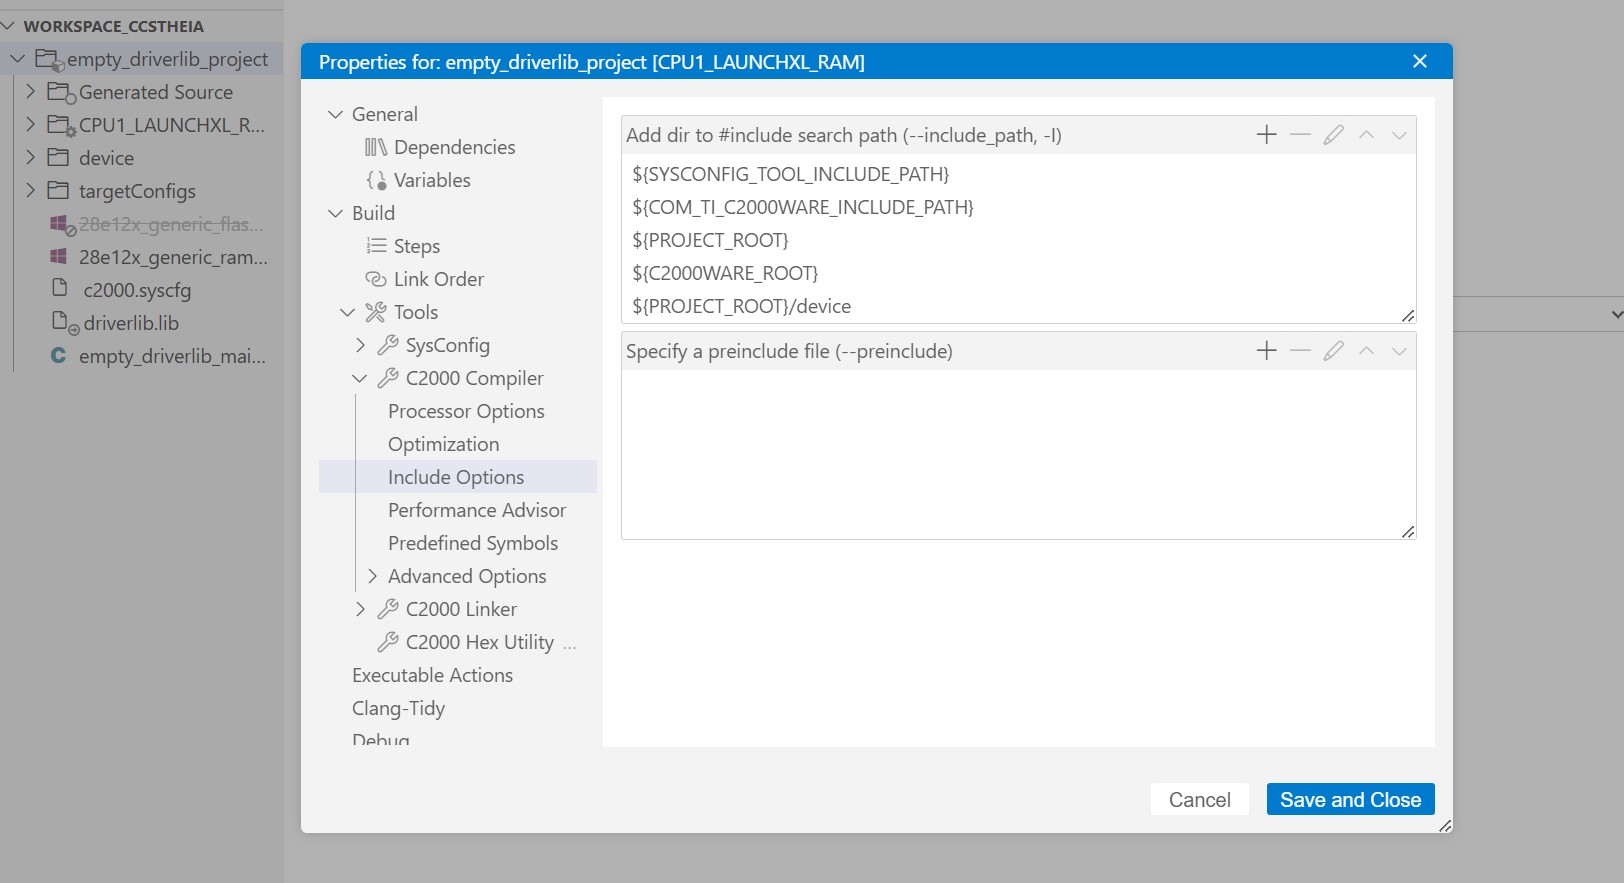 WORKSPACE_CCSTHEIA
empty_driverlib_project
Generated Source
CPU1_LAUNCHXL_R...
device
targetConfigs
28e12x_generic_flas...
28e12x_generic_ram...
c2000.syscfg
driverlib.lib
C empty_driverlib_mai...
Properties for: empty_driverlib_project [CPU1_LAUNCHXL_RAM]
General
Dependencies
Variables
Build
Steps
Link Order
Tools
SysConfig
C2000 Compiler
Processor Options
Optimization
Include Options
Performance Advisor
Predefined Symbols
Advanced Options
C2000 Linker
C2000 Hex Utility ...
Executable Actions
Clang-Tidy
Debug
Add dir to #include search path (--include_path, -I)
${SYSCONFIG_TOOL_INCLUDE_PATH}
${COM_TI_C2000WARE_INCLUDE_PATH}
${PROJECT_ROOT}
${C2000WARE_ROOT}
${PROJECT_ROOT}/device
Specify a preinclude file (--preinclude)
Cancel
Save and Close